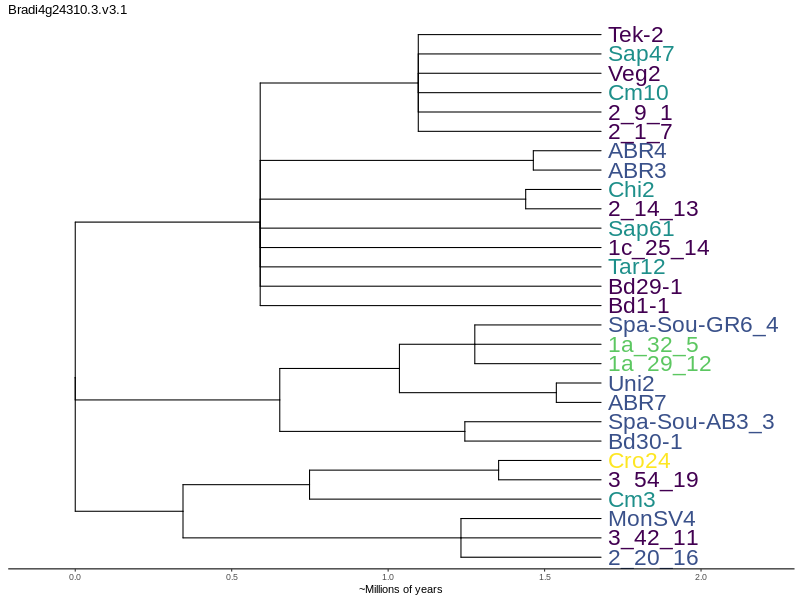 Bradi4g24310.3.v3.1
Tek-2
Sap47
Veg2
Cm10
2_9_1
2_1_7
ABR4
ABR3
Chi2
2_14_13
Sap61
1c_25_14
Tar12
Bd29-1
Bd1-1
Spa-Sou-GR6_4
1a_32_5
1a_29_12
Uni2
ABR7
Spa-Sou-AB3_3
Bd30-1
Cro24
3_54_19
Cm3
MonSV4
3_42_11
2_20_16
0.0 0.5 1.0 1.5 2.0
~Millions of years